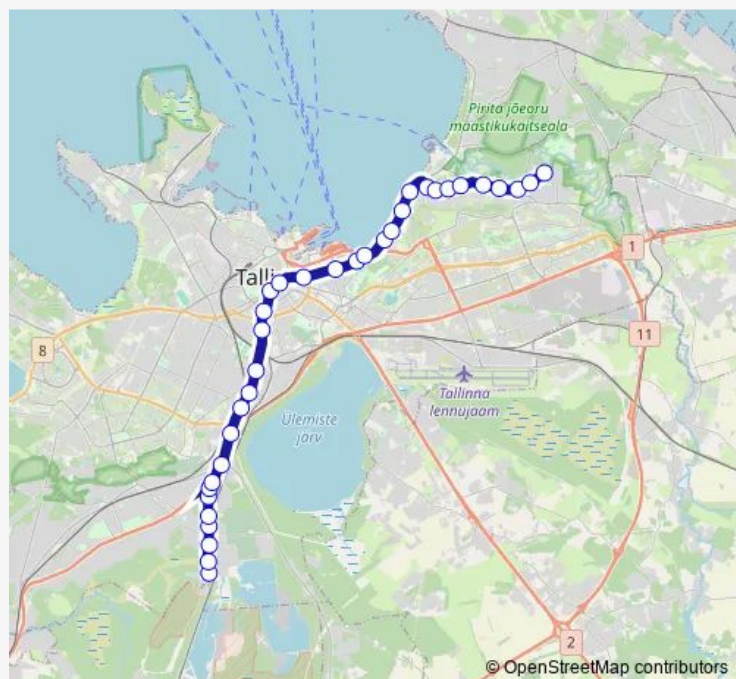 Pirita jõeoru
maastikukaitseala
1
Talli
8
11
Tallinna
lennujaam
Ülemiste
järv
2
© OpenStreetMap contributors